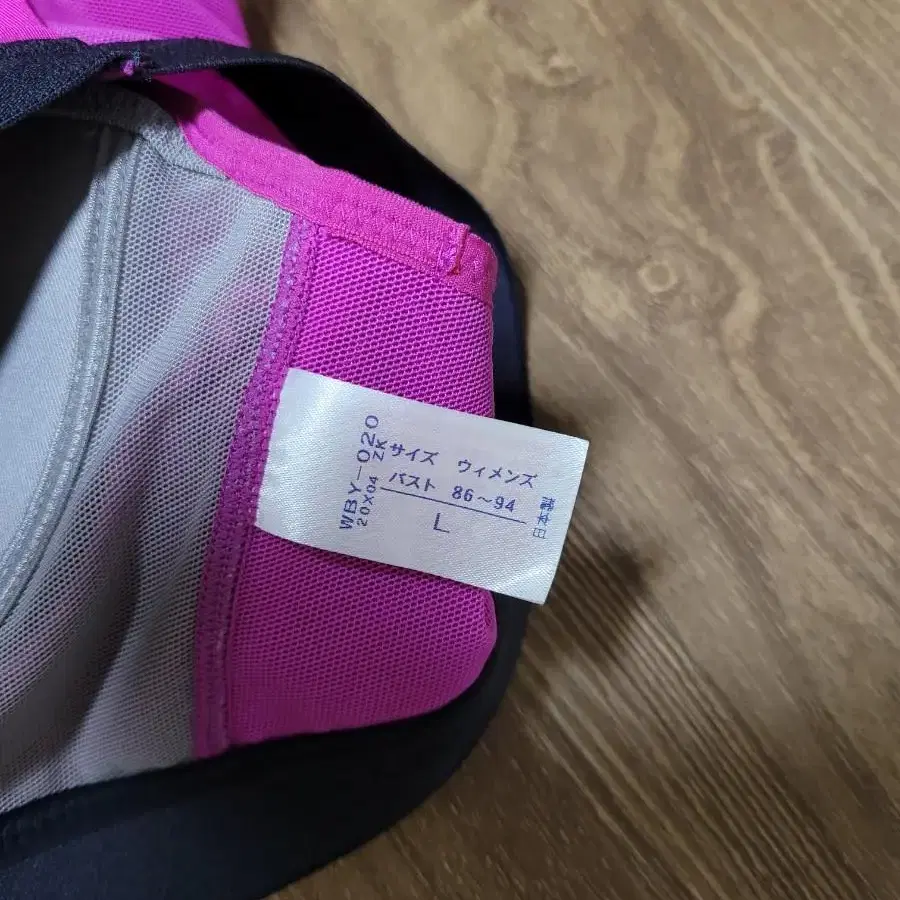 WBY-020
20X04 ZK
サイズ ウィメンズ
バスト 86～94
L
日本製